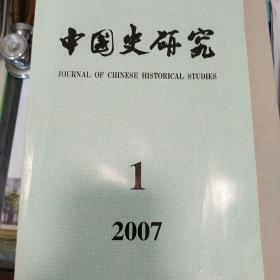 中国史研究
JOURNAL OF CHINESE HISTORICAL STUDIES
1
2007